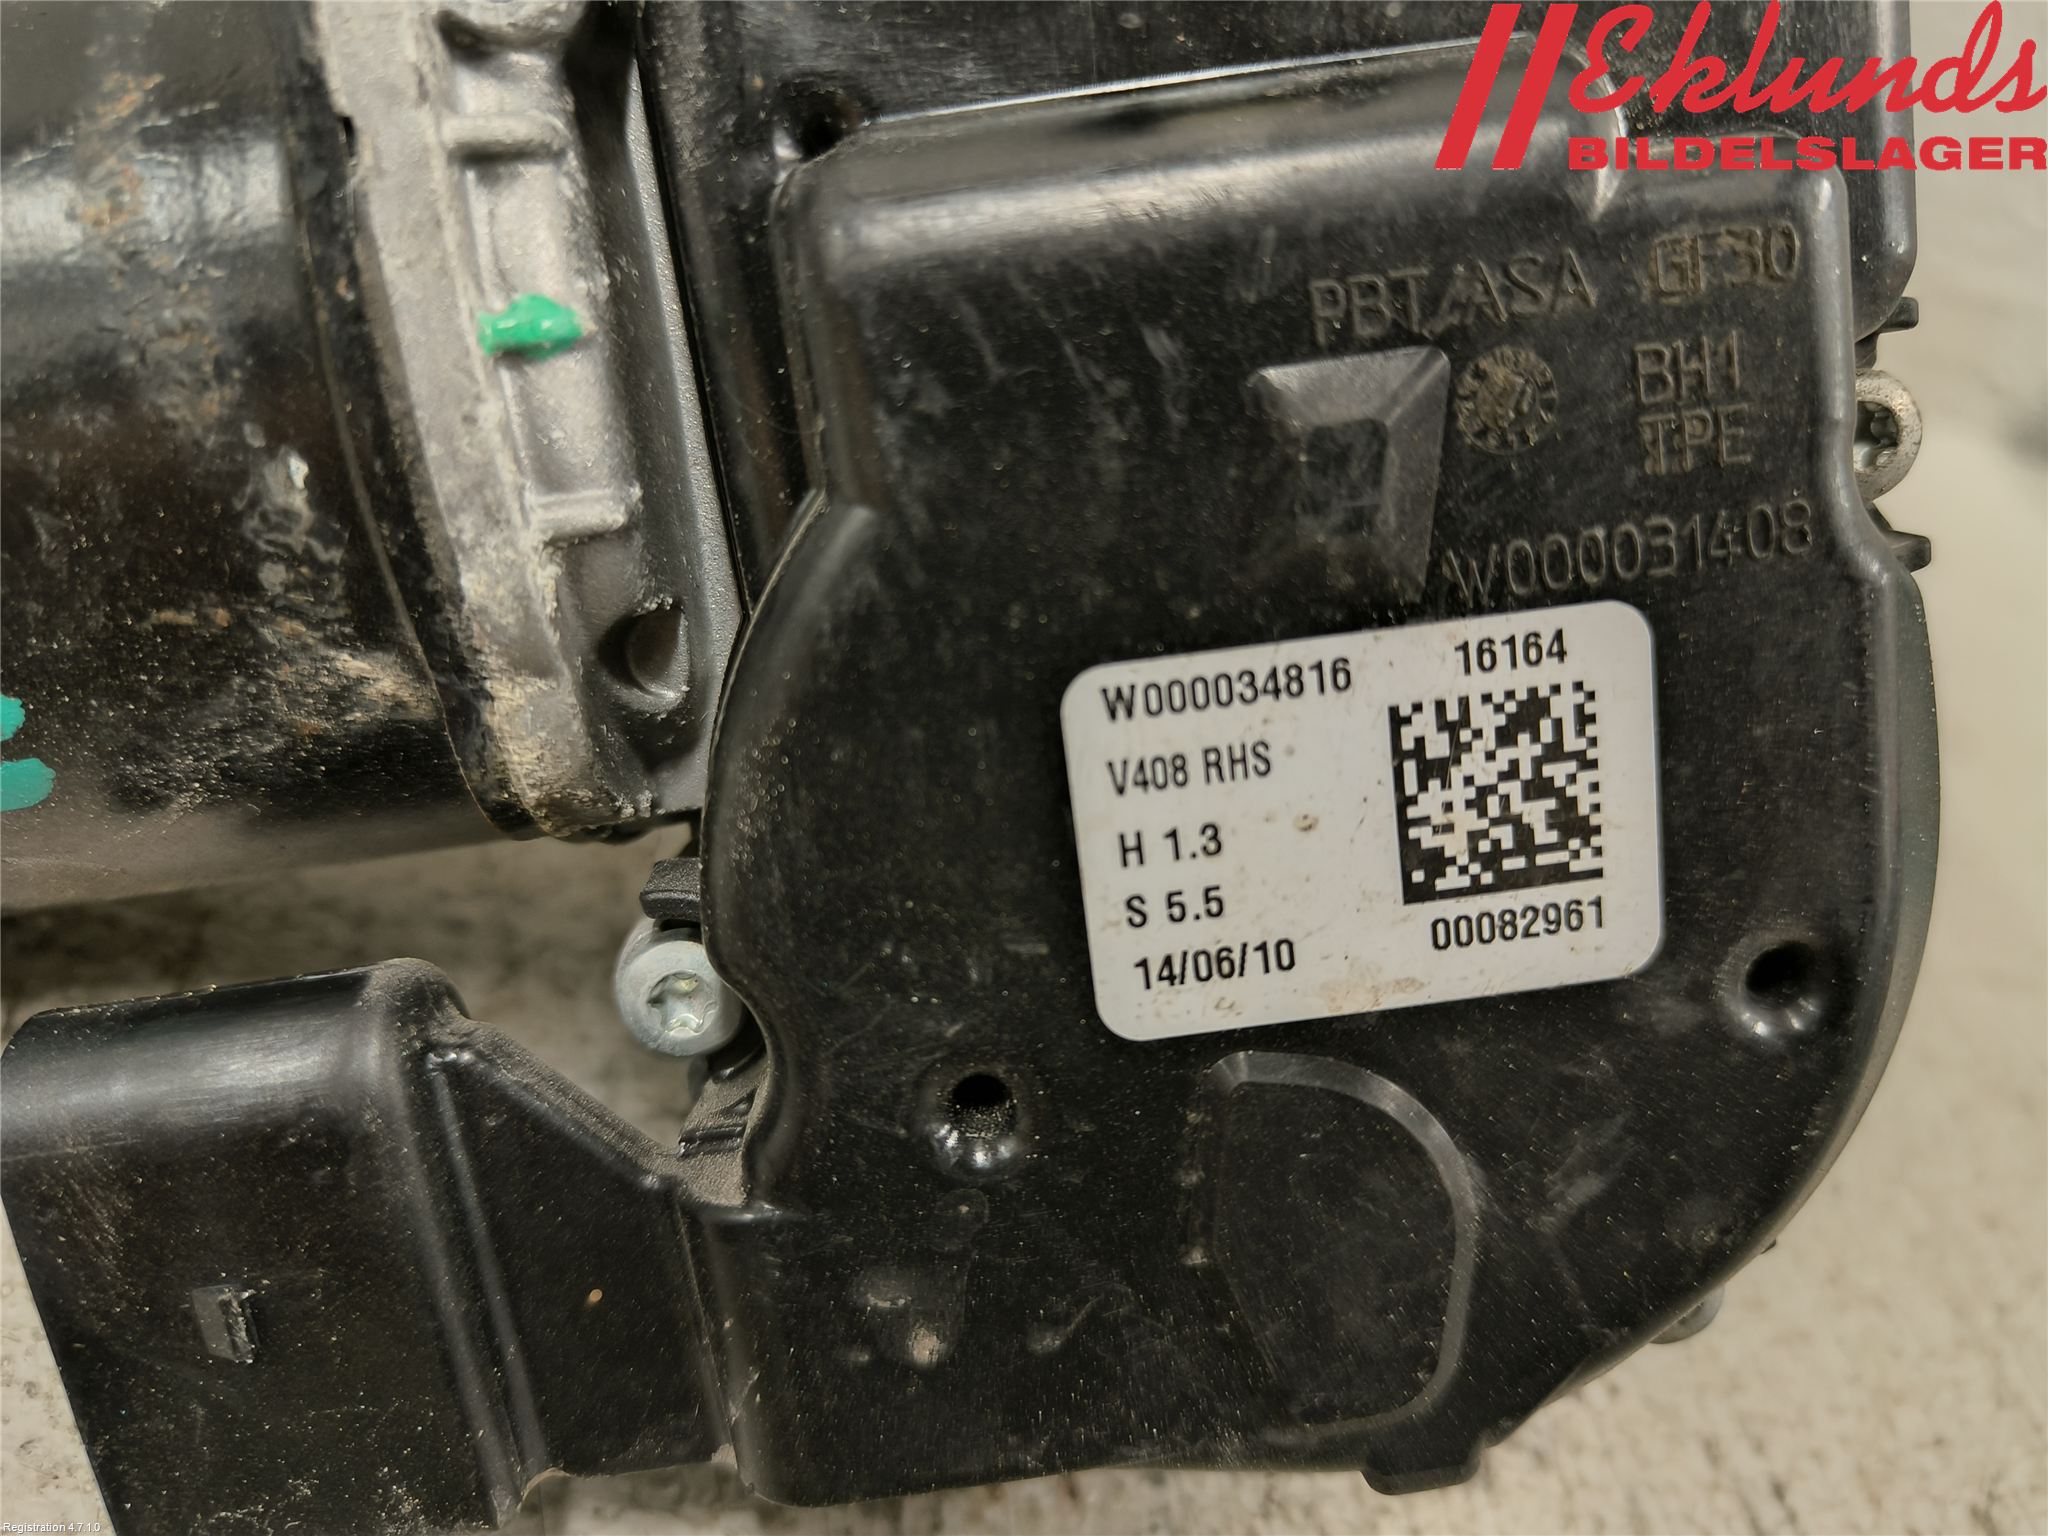 Eklunds
BILDELSLAGER
PBT/ASA GF30
BH1
TPE
W000031408
W000034816 16164
V408 RHS
H 1.3
S 5.5
14/06/10
00082961
Registration 4.7.1.0